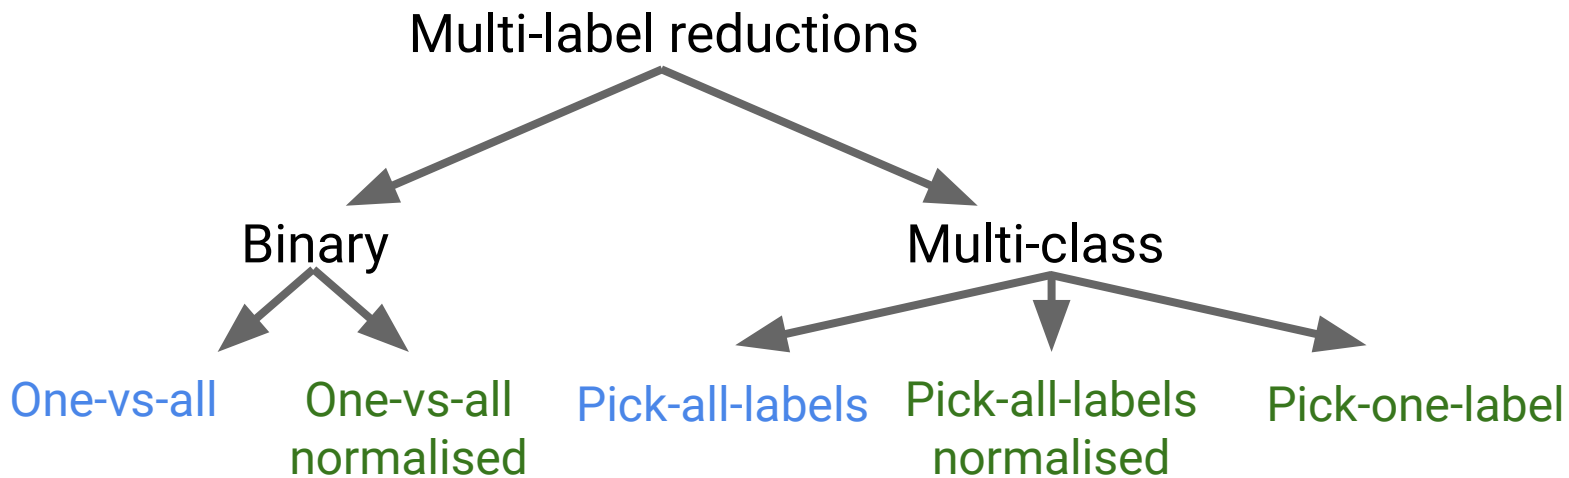 Multi-label reductions
Binary
Multi-class
One-vs-all
One-vs-all
normalised
Pick-all-labels
Pick-all-labels
normalised
Pick-one-label